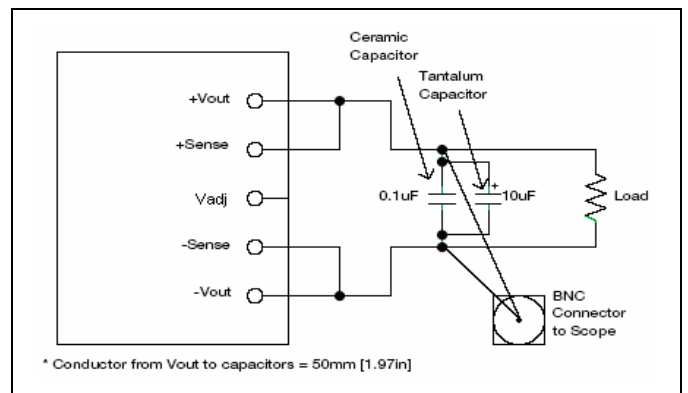 Ceramic
Capacitor
Tantalum
Capacitor
+Vout
+Sense
Vadj
-Sense
-Vout
0.1uF
+
10uF
Load
BNC
Connector
to Scope
* Conductor from Vout to capacitors = 50mm [1.97in]